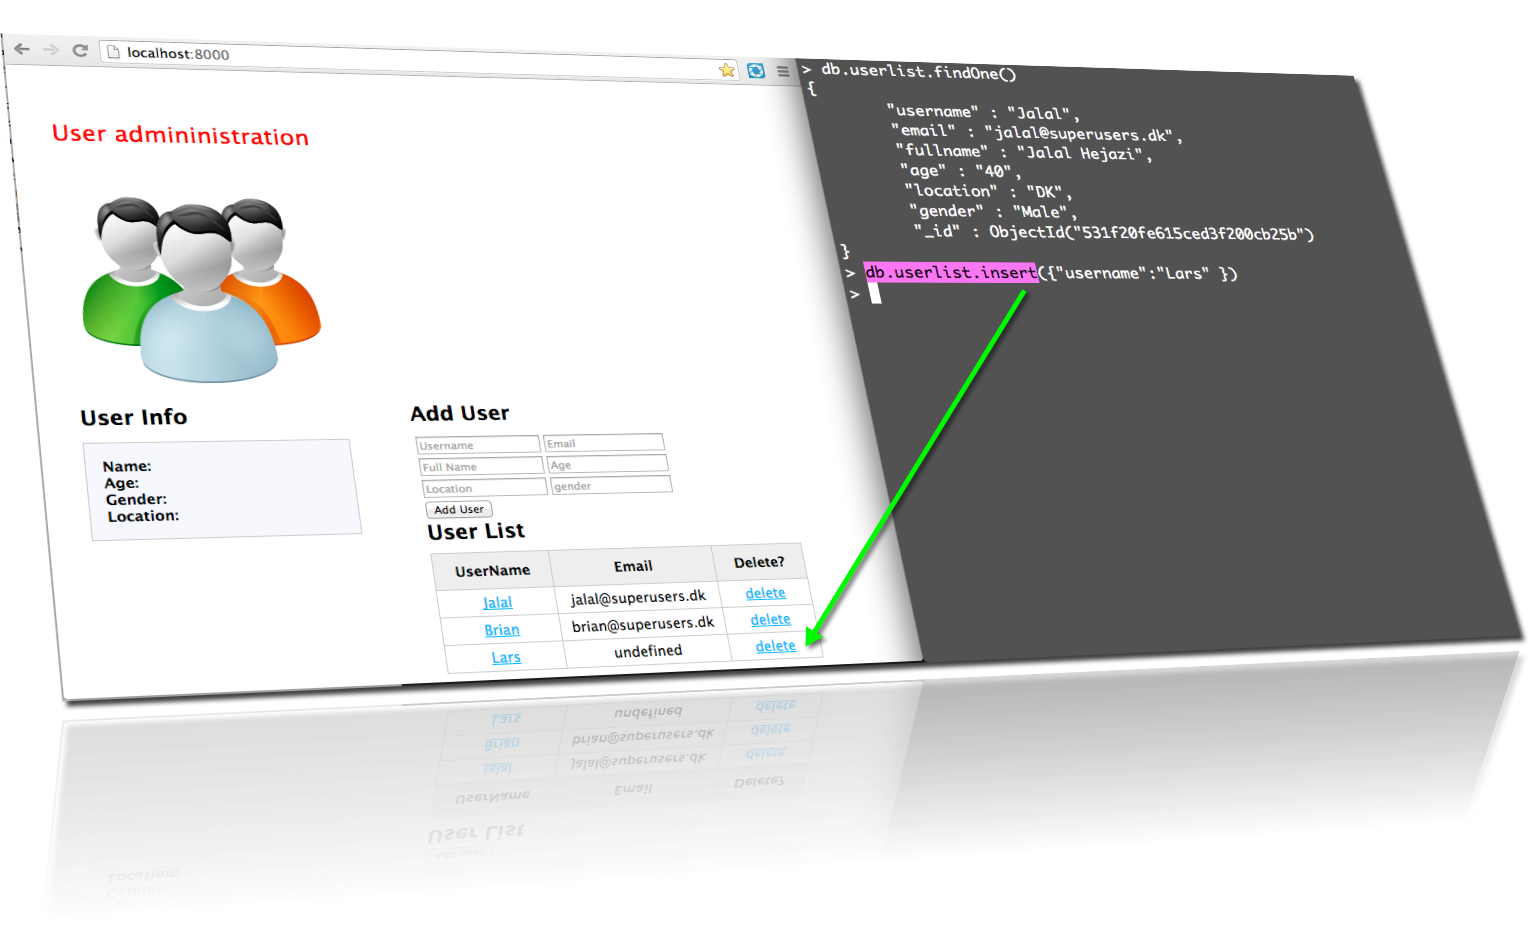 localhost:8000
User admininistration
User Info
Name:
Age:
Gender:
Location:
Add User
Username Email
Full Name Age
Location gender
Add User
User List
UserName Email Delete?
Jalal jalal@superusers.dk delete
Brian brian@superusers.dk delete
Lars undefined delete
> db.userlist.findOne()
{
"username" : "Jalal",
"email" : "jalal@superusers.dk",
"fullname" : "Jalal Hejazi",
"age" : "40",
"location" : "DK",
"gender" : "Male",
"_id" : ObjectId("531f20fe615ced3f200cb25b")
}
> db.userlist.insert({"username":"Lars" })
>